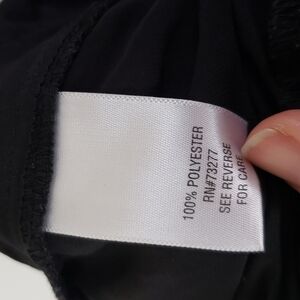 100% POLYESTER
RN#73277
SEE REVERSE
FOR CARE